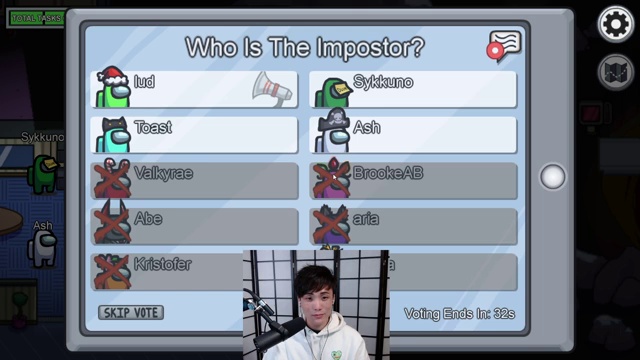 TOTAL TASKS
Who Is The Impostor?
lud
Sykkuno
Toast
Ash
Sykkuno
Valkyrae
BrookeAB
Ash
Abe
aria
Kristofer
a
SKIP VOTE
Voting Ends In: 32s